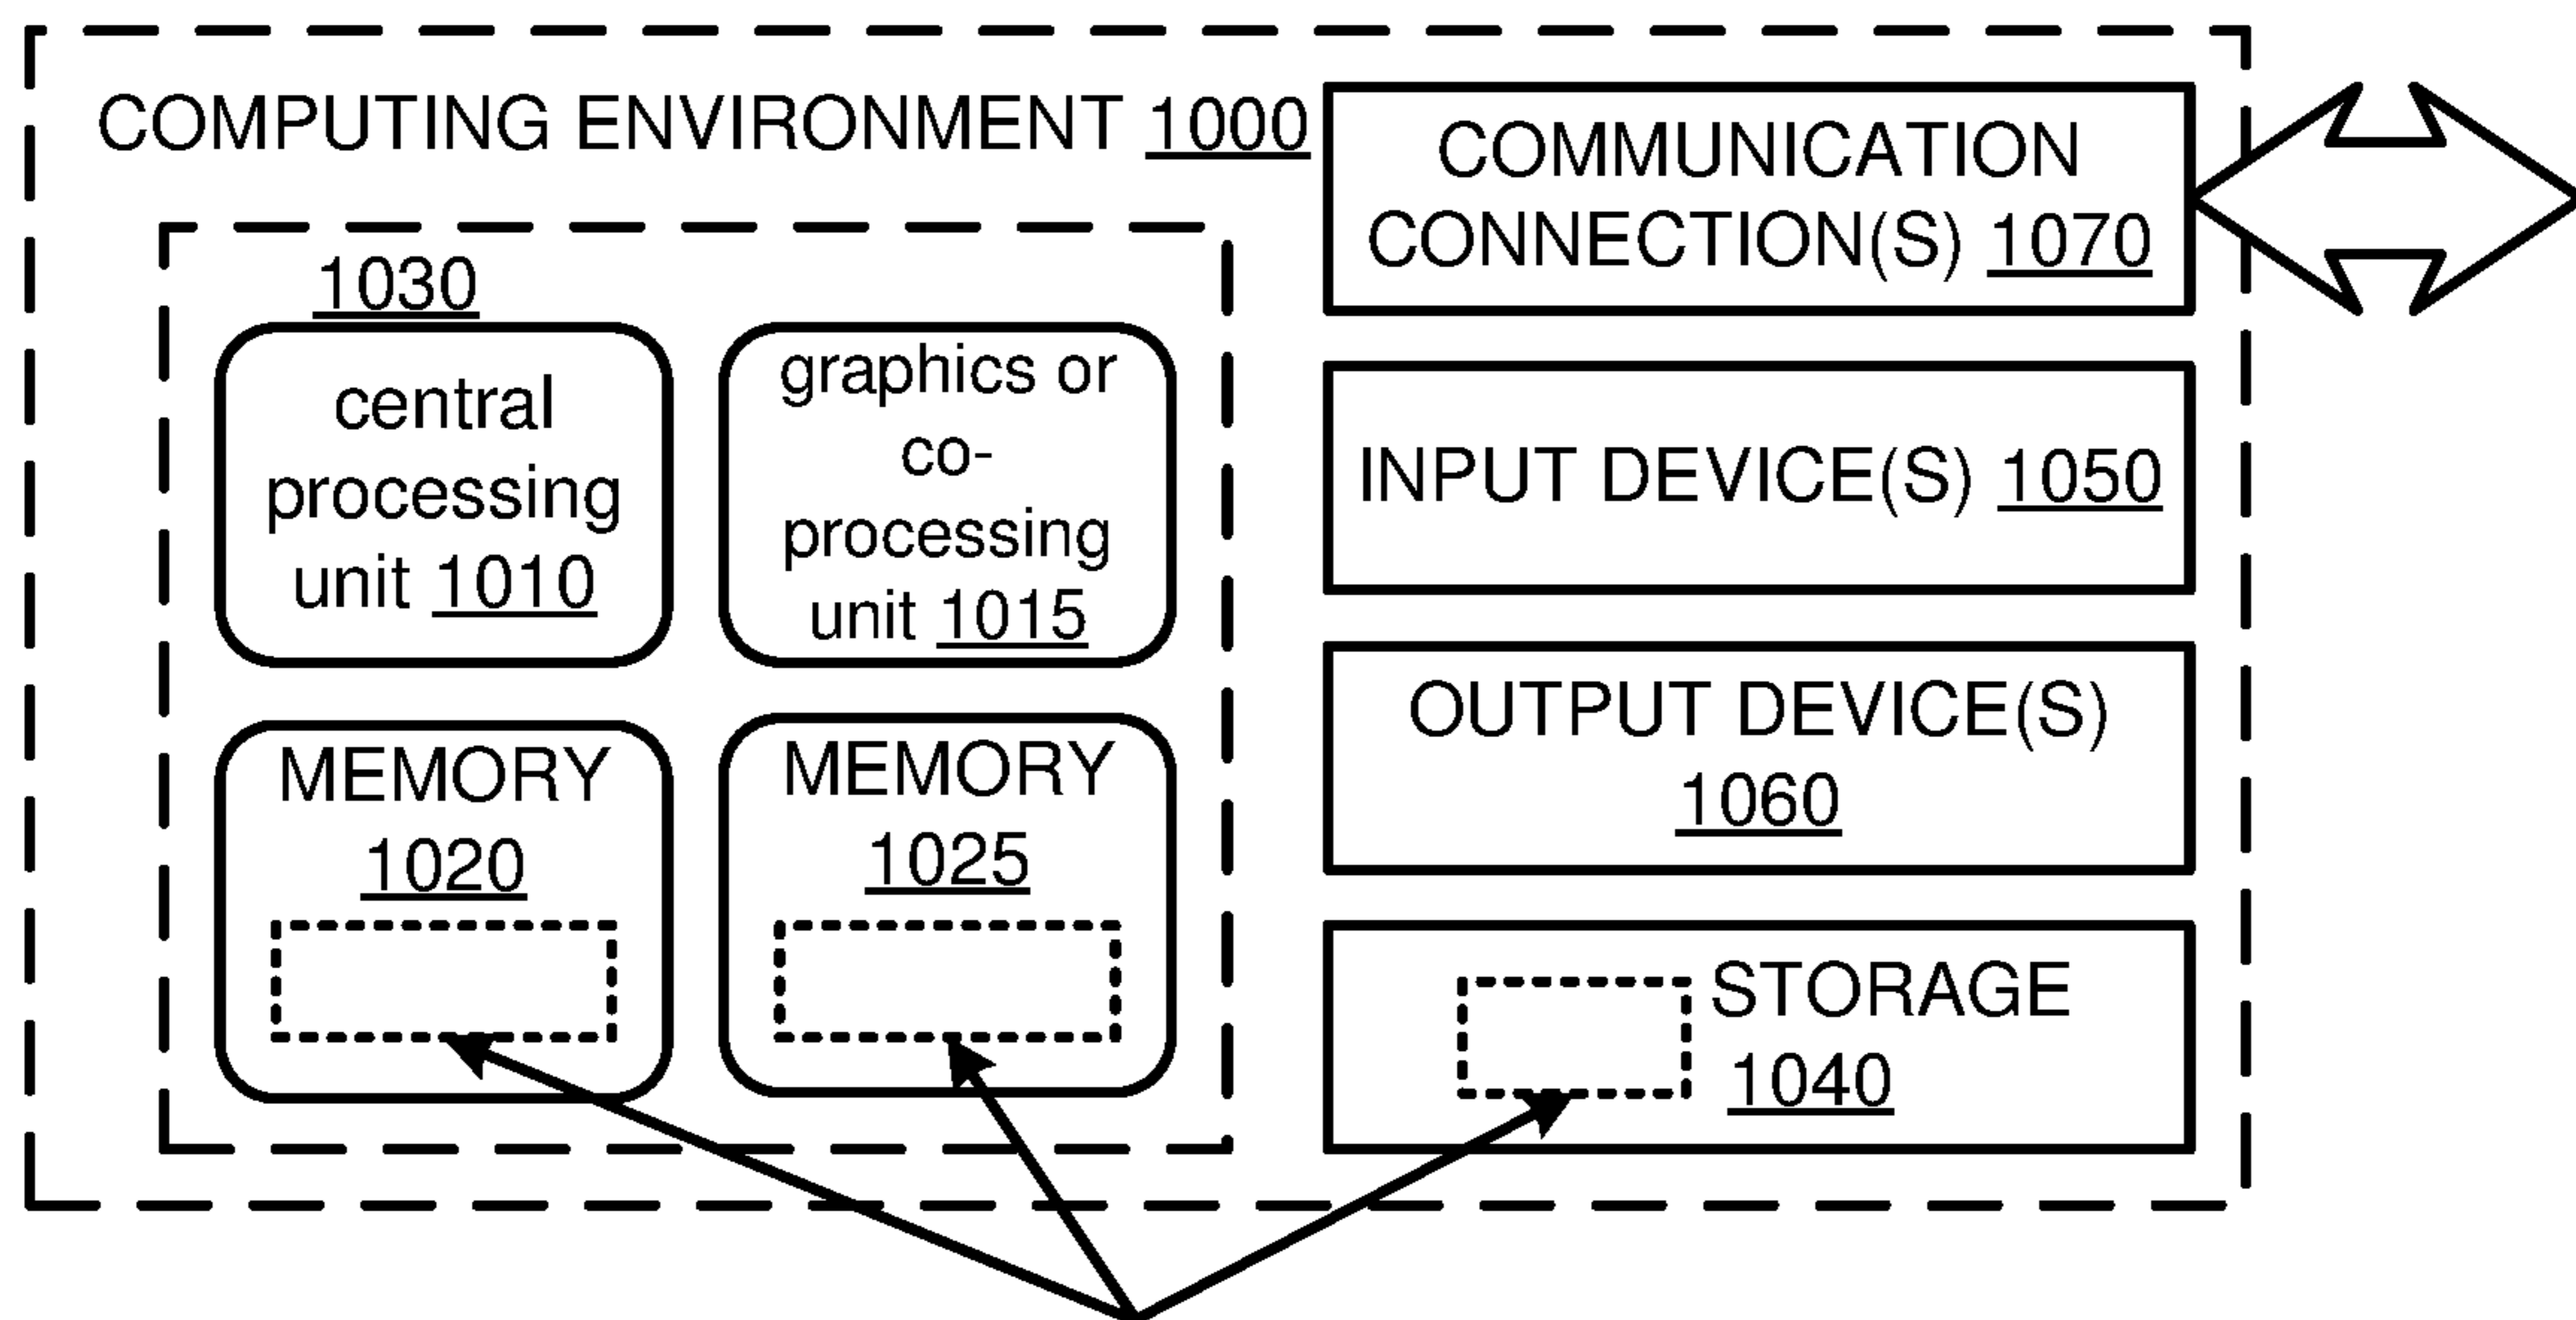 COMPUTING ENVIRONMENT 1000
1030
central
processing
unit 1010
graphics or
co-
processing
unit 1015
MEMORY
1020
MEMORY
1025
COMMUNICATION
CONNECTION(S) 1070
INPUT DEVICE(S) 1050
OUTPUT DEVICE(S)
1060
STORAGE
1040